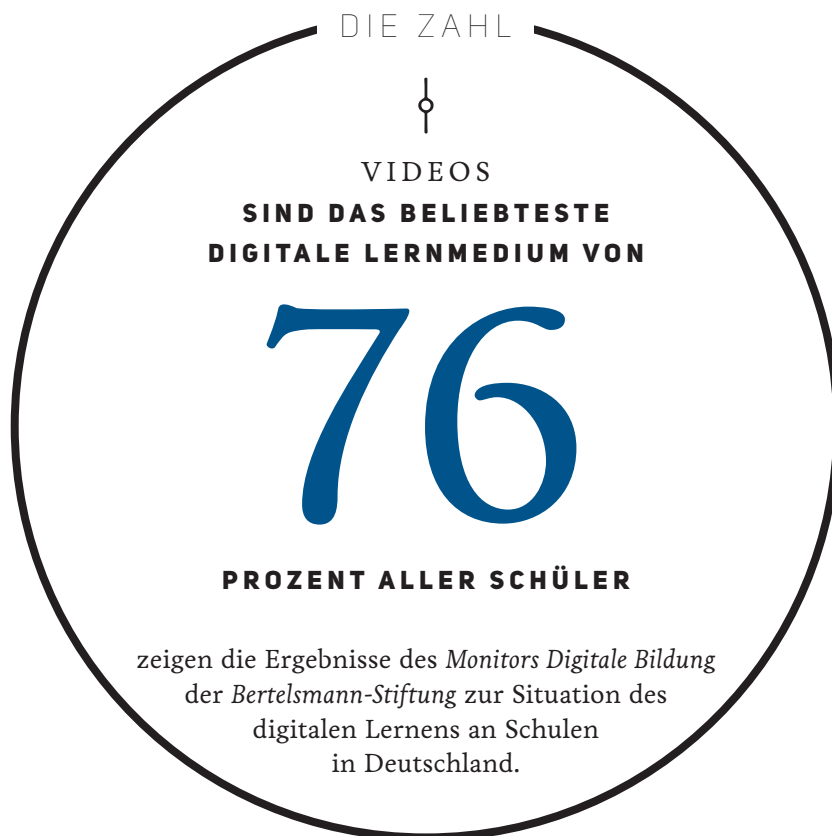 DIE ZAHL
VIDEOS
SIND DAS BELIEBTESTE
DIGITALE LERNMEDIUM VON
76
PROZENT ALLER SCHÜLER
zeigen die Ergebnisse des Monitors Digitale Bildung
der Bertelsmann-Stiftung zur Situation des
digitalen Lernens an Schulen
in Deutschland.